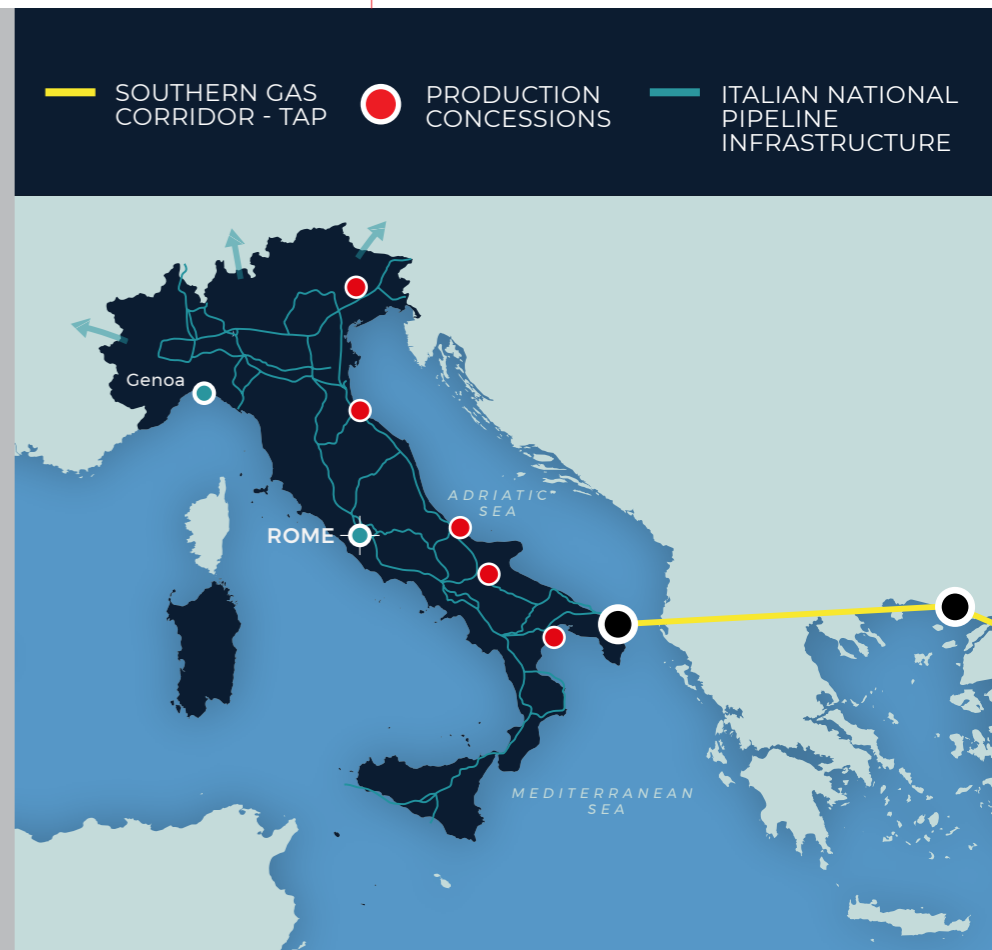 SOUTHERN GAS
CORRIDOR - TAP
PRODUCTION
CONCESSIONS
ITALIAN NATIONAL
PIPELINE
INFRASTRUCTURE
Genoa
ADRIATIC
SEA
ROME
MEDITERRANEAN
SEA